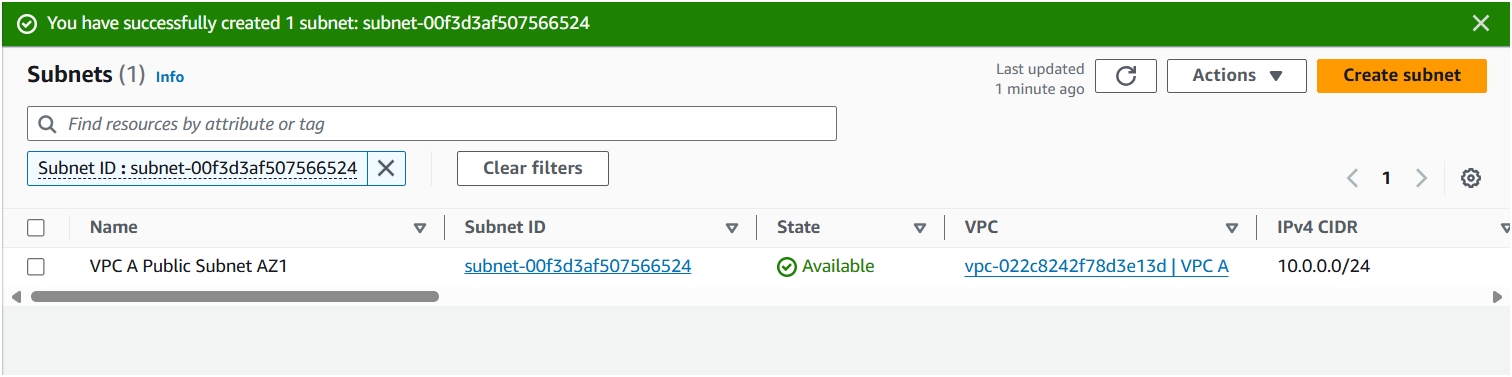 You have successfully created 1 subnet: subnet-00f3d3af507566524
Subnets (1) Info
Last updated
1 minute ago
Actions
Create subnet
Find resources by attribute or tag
Subnet ID : subnet-00f3d3af507566524
Clear filters
1
Name Subnet ID State VPC IPv4 CIDR
VPC A Public Subnet AZ1 subnet-00f3d3af507566524 Available vpc-022c8242f78d3e13d | VPC A 10.0.0.0/24